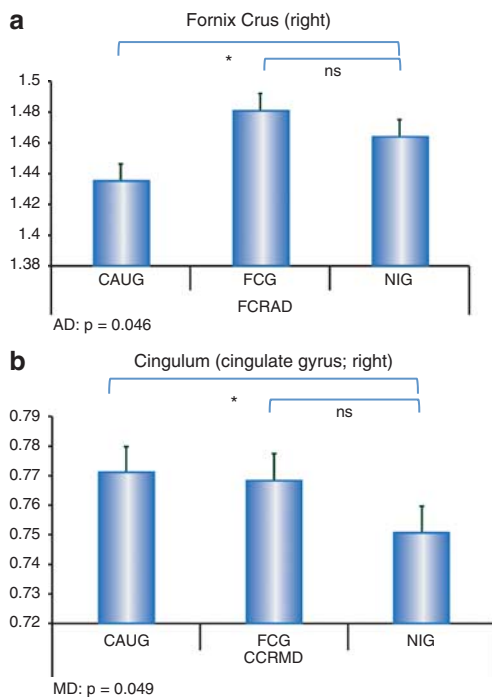 a
Fornix Crus (right)
*
ns
1.5
1.48
1.46
1.44
1.42
1.4
1.38
CAUG FCG NIG
FCRAD
AD: p = 0.046
b
Cingulum (cingulate gyrus; right)
*
ns
0.79
0.78
0.77
0.76
0.75
0.74
0.73
0.72
CAUG FCG NIG
CCRMD
MD: p = 0.049